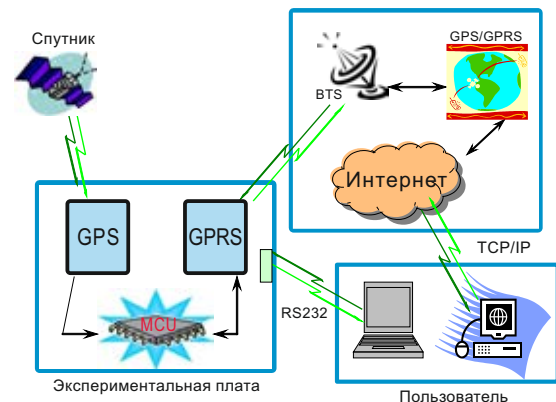 Спутник
GPS/GPRS
BTS
Интернет
GPS
GPRS
TCP/IP
MCU
RS232
Экспериментальная плата
Пользователь